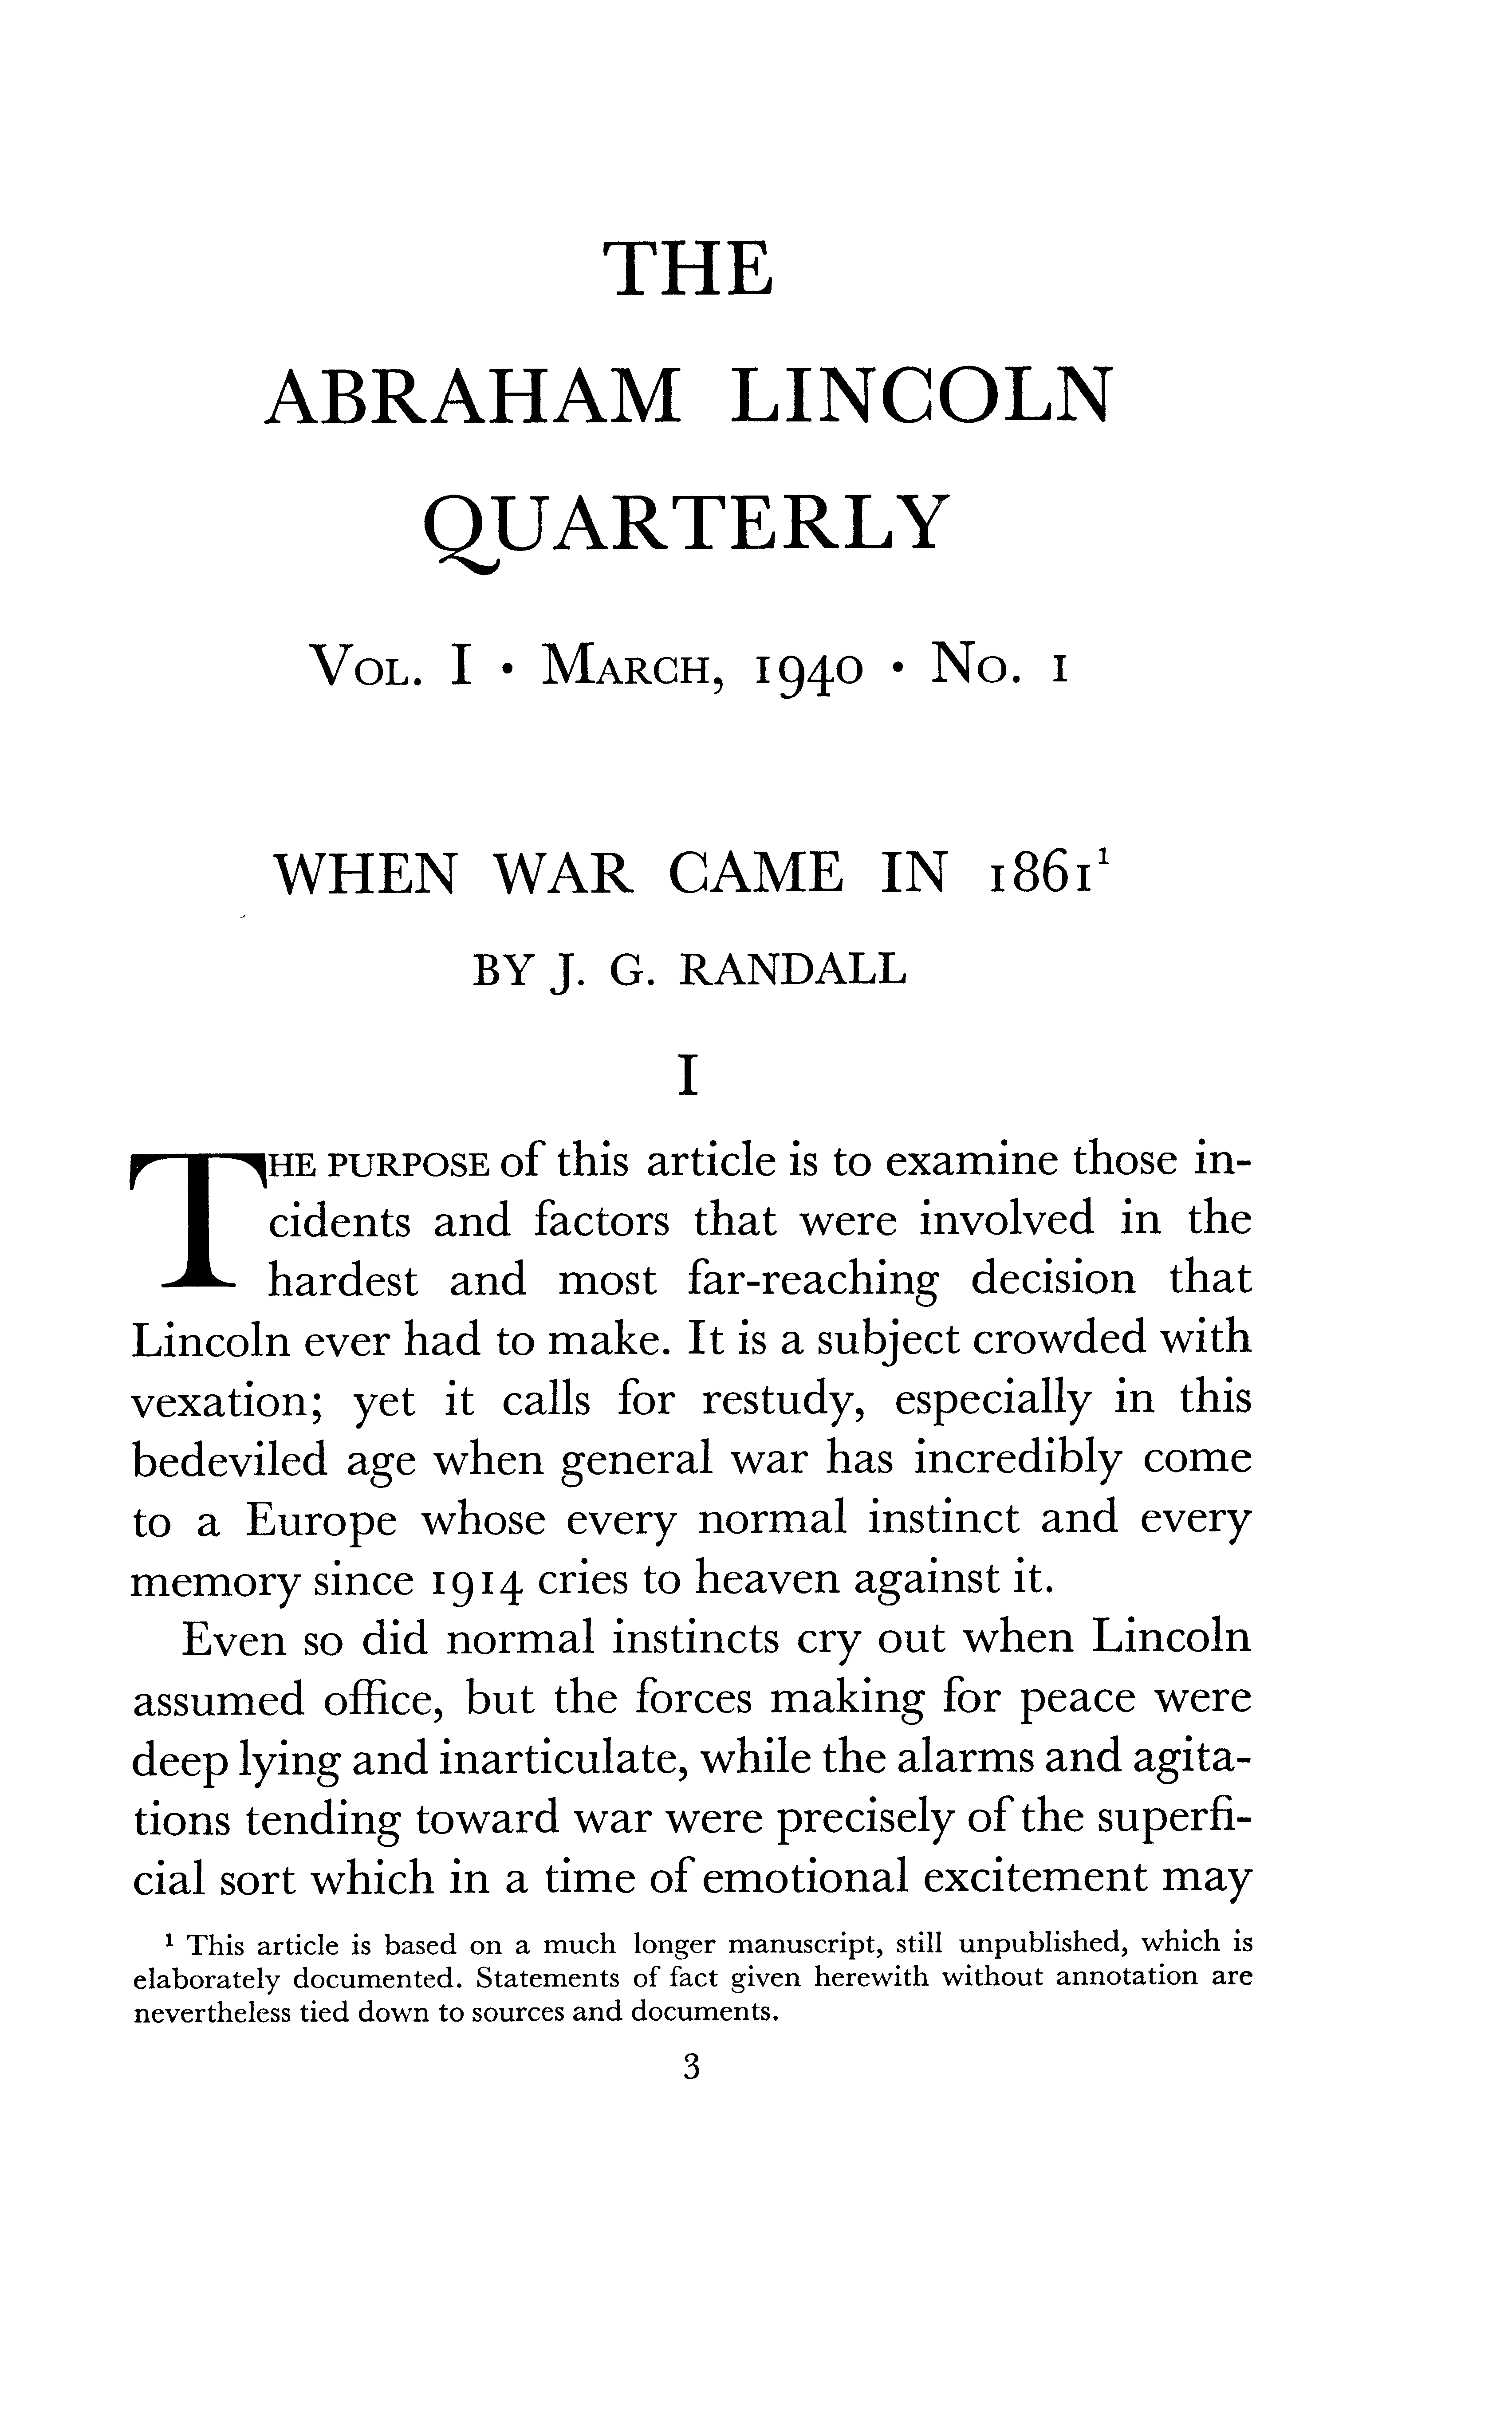 THE
ABRAHAM LINCOLN
QUARTERLY
VOL. I · MARCH, 1940 · NO. 1
WHEN WAR CAME IN 1861¹
BY J. G. RANDALL
I
THE PURPOSE of this article is to examine those in-
cidents and factors that were involved in the
hardest and most far-reaching decision that
Lincoln ever had to make. It is a subject crowded with
vexation; yet it calls for restudy, especially in this
bedeviled age when general war has incredibly come
to a Europe whose every normal instinct and every
memory since 1914 cries to heaven against it.
Even so did normal instincts cry out when Lincoln
assumed office, but the forces making for peace were
deep lying and inarticulate, while the alarms and agita-
tions tending toward war were precisely of the superfi-
cial sort which in a time of emotional excitement may
¹ This article is based on a much longer manuscript, still unpublished, which is
elaborately documented. Statements of fact given herewith without annotation are
nevertheless tied down to sources and documents.
3